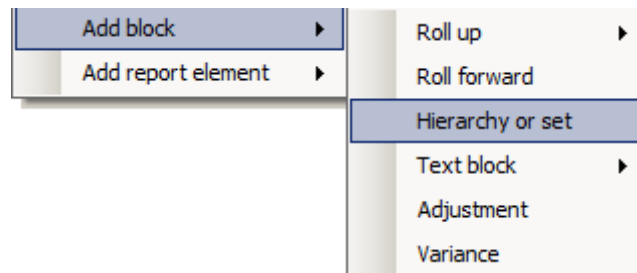 Add block
Add report element
Roll up
Roll forward
Hierarchy or set
Text block
Adjustment
Variance